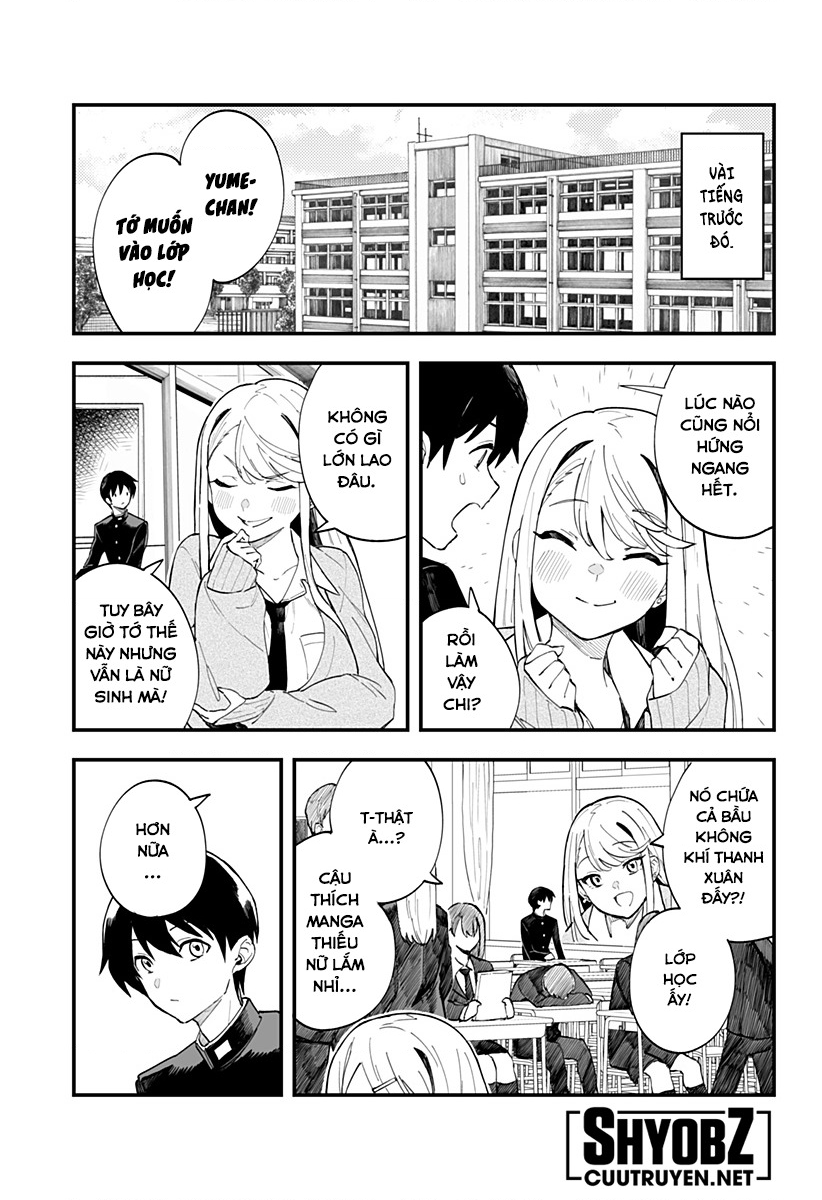 VÀI
TIẾNG
TRƯỚC
ĐÓ.
YUME-
CHAN!
TỚ MUỐN
VÀO LỚP
HỌC!
LÚC NÀO
CŨNG NỔI
HỨNG
NGANG
HẾT.
RỒI
LÀM
VẬY
CHI?
KHÔNG
CÓ GÌ
LỚN LAO
ĐÂU.
TUY BÂY
GIỜ TỚ THẾ
NÀY NHƯNG
VẪN LÀ NỮ
SINH MÀ!
NÓ CHỨA
CẢ BẦU
KHÔNG
KHÍ THANH
XUÂN
ĐẤY?!
LỚP
HỌC
ẤY!
T-THẬT
À...?
CẬU
THÍCH
MANGA
THIẾU
NỮ LẮM
NHỈ...
HƠN
NỮA
...
SHYOBZ
CUUTRUYEN.NET